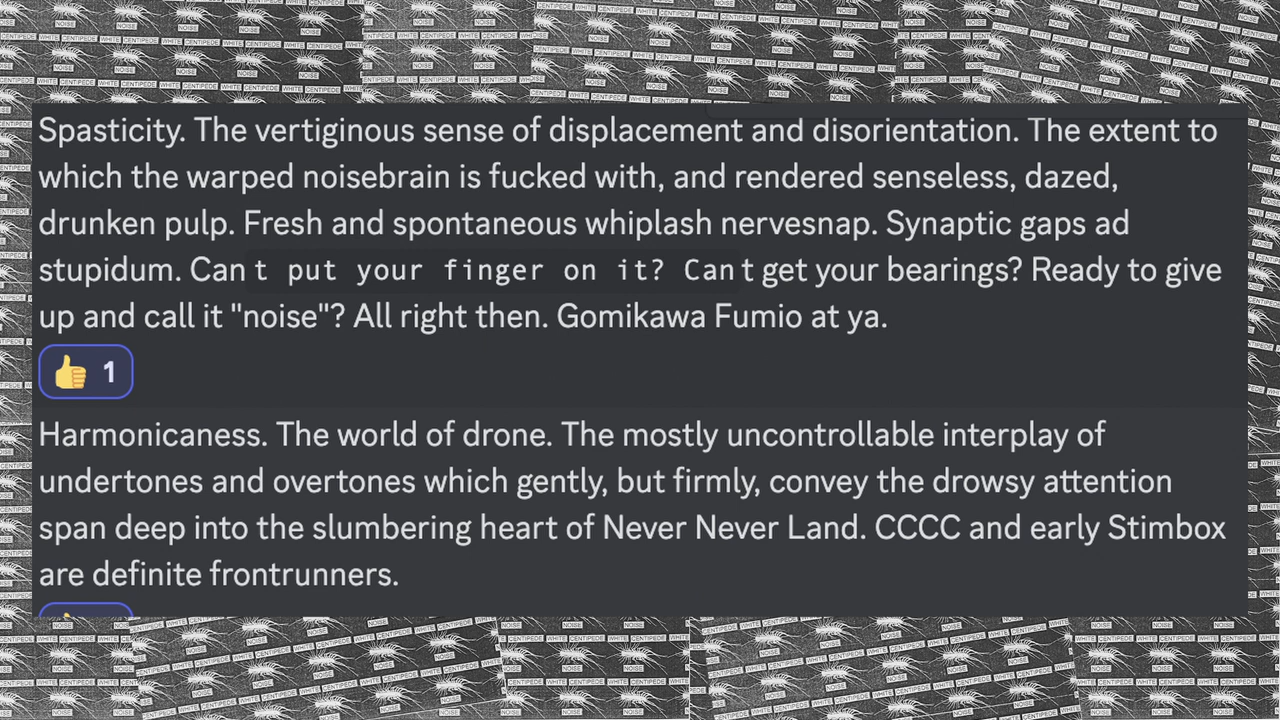 Spasticity. The vertiginous sense of displacement and disorientation. The extent to
which the warped noisebrain is fucked with, and rendered senseless, dazed,
drunken pulp. Fresh and spontaneous whiplash nervesnap. Synaptic gaps ad
stupidum. Can t put your finger on it? Can t get your bearings? Ready to give
up and call it "noise"? All right then. Gomikawa Fumio at ya.
👍 1
Harmonicaness. The world of drone. The mostly uncontrollable interplay of
undertones and overtones which gently, but firmly, convey the drowsy attention
span deep into the slumbering heart of Never Never Land. CCCC and early Stimbox
are definite frontrunners.
WHITE CENTIPEDE NOISE